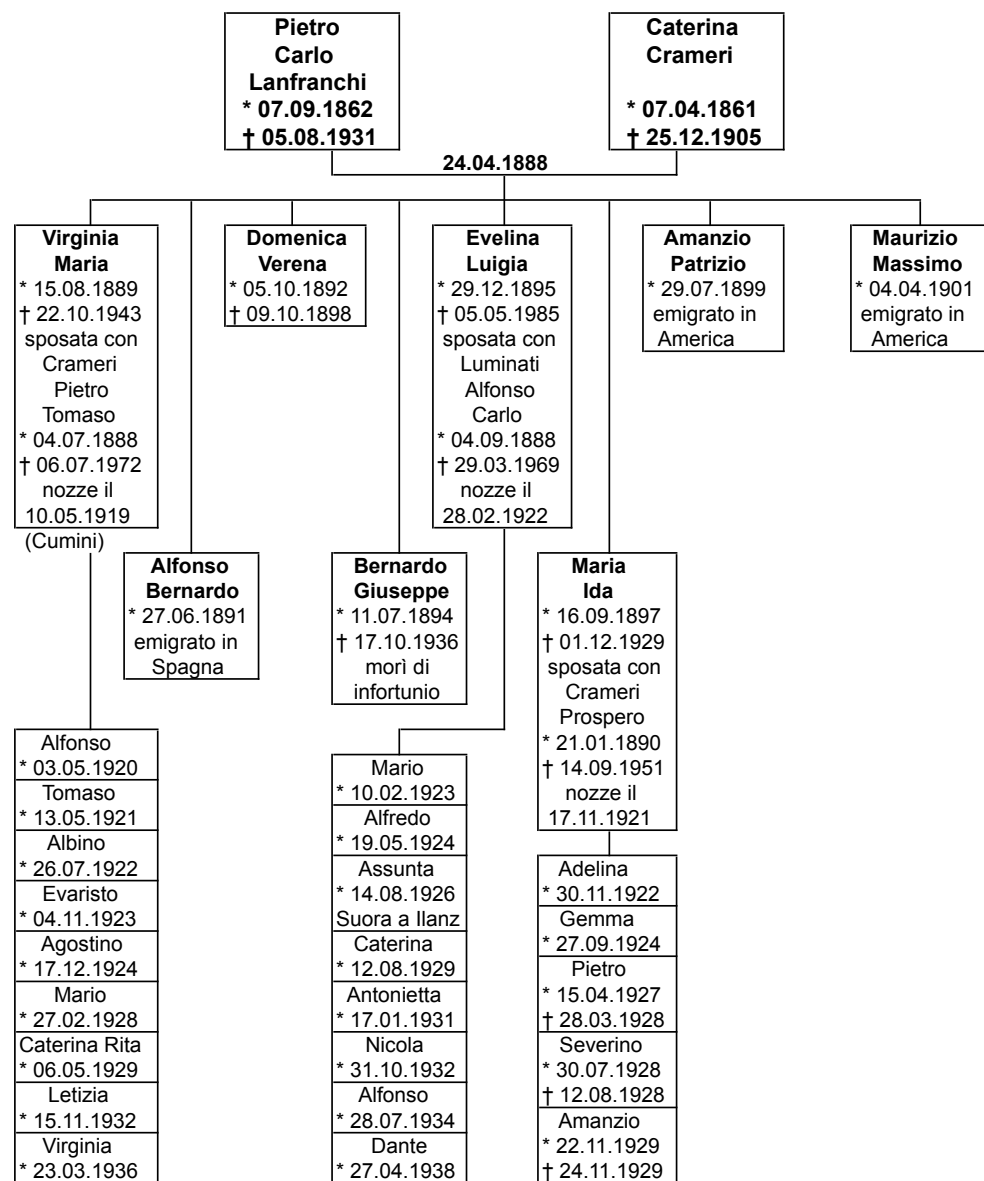 Pietro
Carlo
Lanfranchi
* 07.09.1862
† 05.08.1931
Caterina
Crameri
* 07.04.1861
† 25.12.1905
24.04.1888
Virginia
Maria
* 15.08.1889
† 22.10.1943
sposata con
Crameri
Pietro
Tomaso
* 04.07.1888
† 06.07.1972
nozze il
10.05.1919
(Cumini)
Domenica
Verena
* 05.10.1892
† 09.10.1898
Evelina
Luigia
* 29.12.1895
† 05.05.1985
sposata con
Luminati
Alfonso
Carlo
* 04.09.1888
† 29.03.1969
nozze il
28.02.1922
Amanzio
Patrizio
* 29.07.1899
emigrato in
America
Maurizio
Massimo
* 04.04.1901
emigrato in
America
Alfonso
Bernardo
* 27.06.1891
emigrato in
Spagna
Bernardo
Giuseppe
* 11.07.1894
† 17.10.1936
morì di
infortunio
Maria
Ida
* 16.09.1897
† 01.12.1929
sposata con
Crameri
Prospero
* 21.01.1890
† 14.09.1951
nozze il
17.11.1921
Alfonso
* 03.05.1920
Tomaso
* 13.05.1921
Albino
* 26.07.1922
Evaristo
* 04.11.1923
Agostino
* 17.12.1924
Mario
* 27.02.1928
Caterina Rita
* 06.05.1929
Letizia
* 15.11.1932
Virginia
* 23.03.1936
Mario
* 10.02.1923
Alfredo
* 19.05.1924
Assunta
* 14.08.1926
Suora a Ilanz
Caterina
* 12.08.1929
Antonietta
* 17.01.1931
Nicola
* 31.10.1932
Alfonso
* 28.07.1934
Dante
* 27.04.1938
Adelina
* 30.11.1922
Gemma
* 27.09.1924
Pietro
* 15.04.1927
† 28.03.1928
Severino
* 30.07.1928
† 12.08.1928
Amanzio
* 22.11.1929
† 24.11.1929